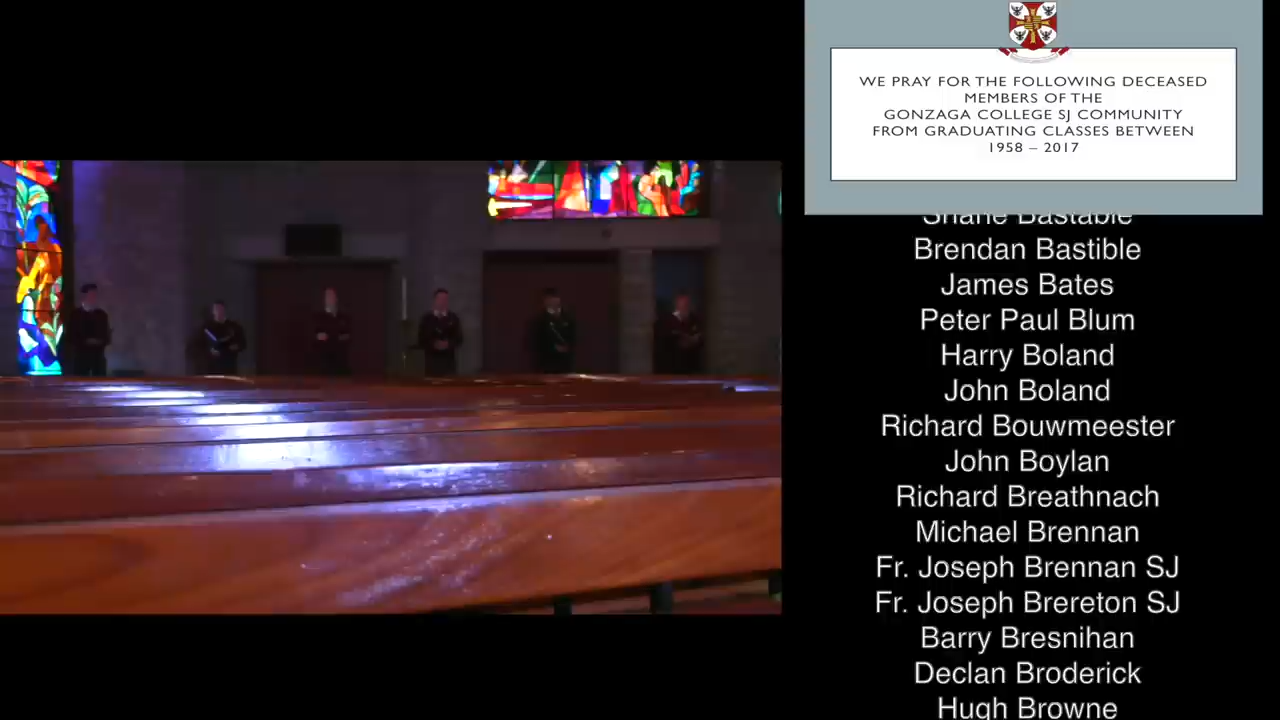 WE PRAY FOR THE FOLLOWING DECEASED
MEMBERS OF THE
GONZAGA COLLEGE SJ COMMUNITY
FROM GRADUATING CLASSES BETWEEN
1958 – 2017
Shane Bastable
Brendan Bastible
James Bates
Peter Paul Blum
Harry Boland
John Boland
Richard Bouwmeester
John Boylan
Richard Breathnach
Michael Brennan
Fr. Joseph Brennan SJ
Fr. Joseph Brereton SJ
Barry Bresnihan
Declan Broderick
Hugh Browne